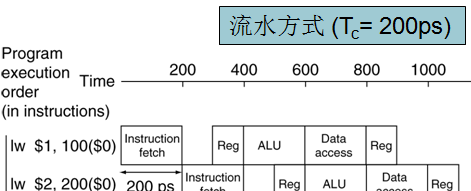 流水方式 (Tc= 200ps)
Program
execution
order
(in instructions)
Time
200 400 600 800 1000
lw $1, 100($0) Instruction fetch Reg ALU Data access Reg
lw $2, 200($0) 200 ps Instruction fetch Reg ALU Data access Reg